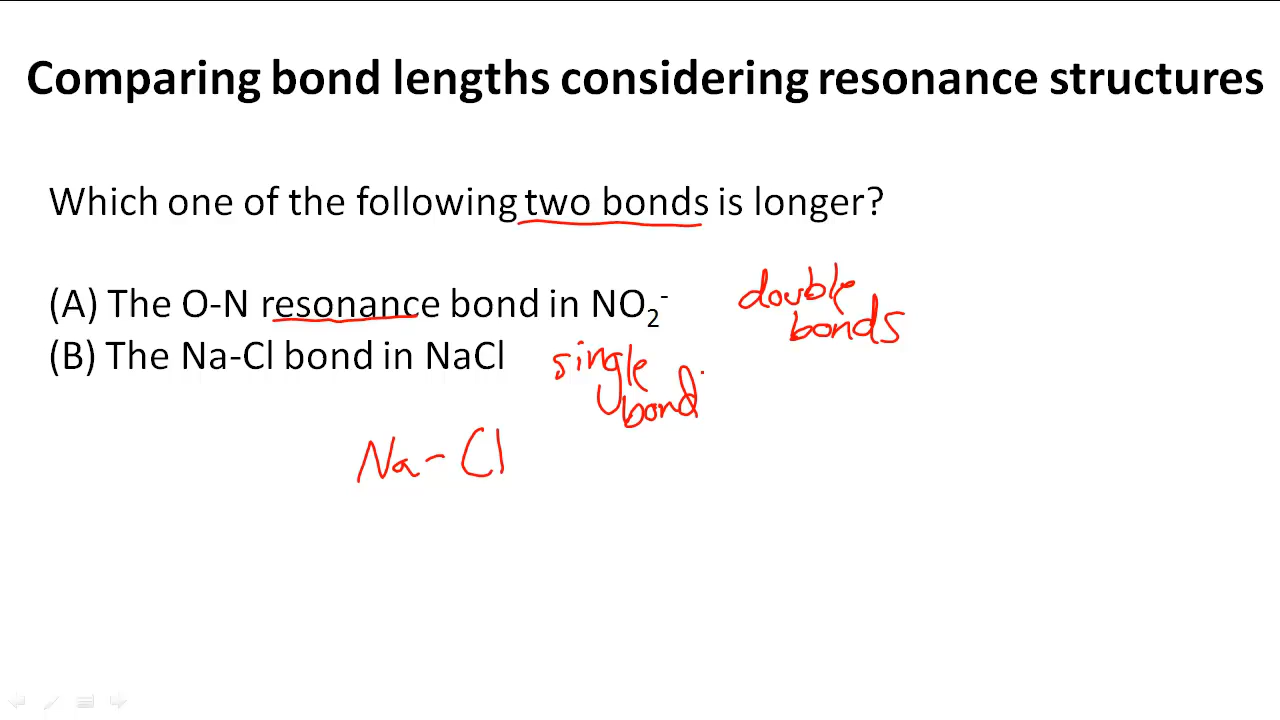 Comparing bond lengths considering resonance structures
Which one of the following two bonds is longer?
(A) The O-N resonance bond in NO₂⁻
double
bonds
(B) The Na-Cl bond in NaCl
single
bond
Na - Cl